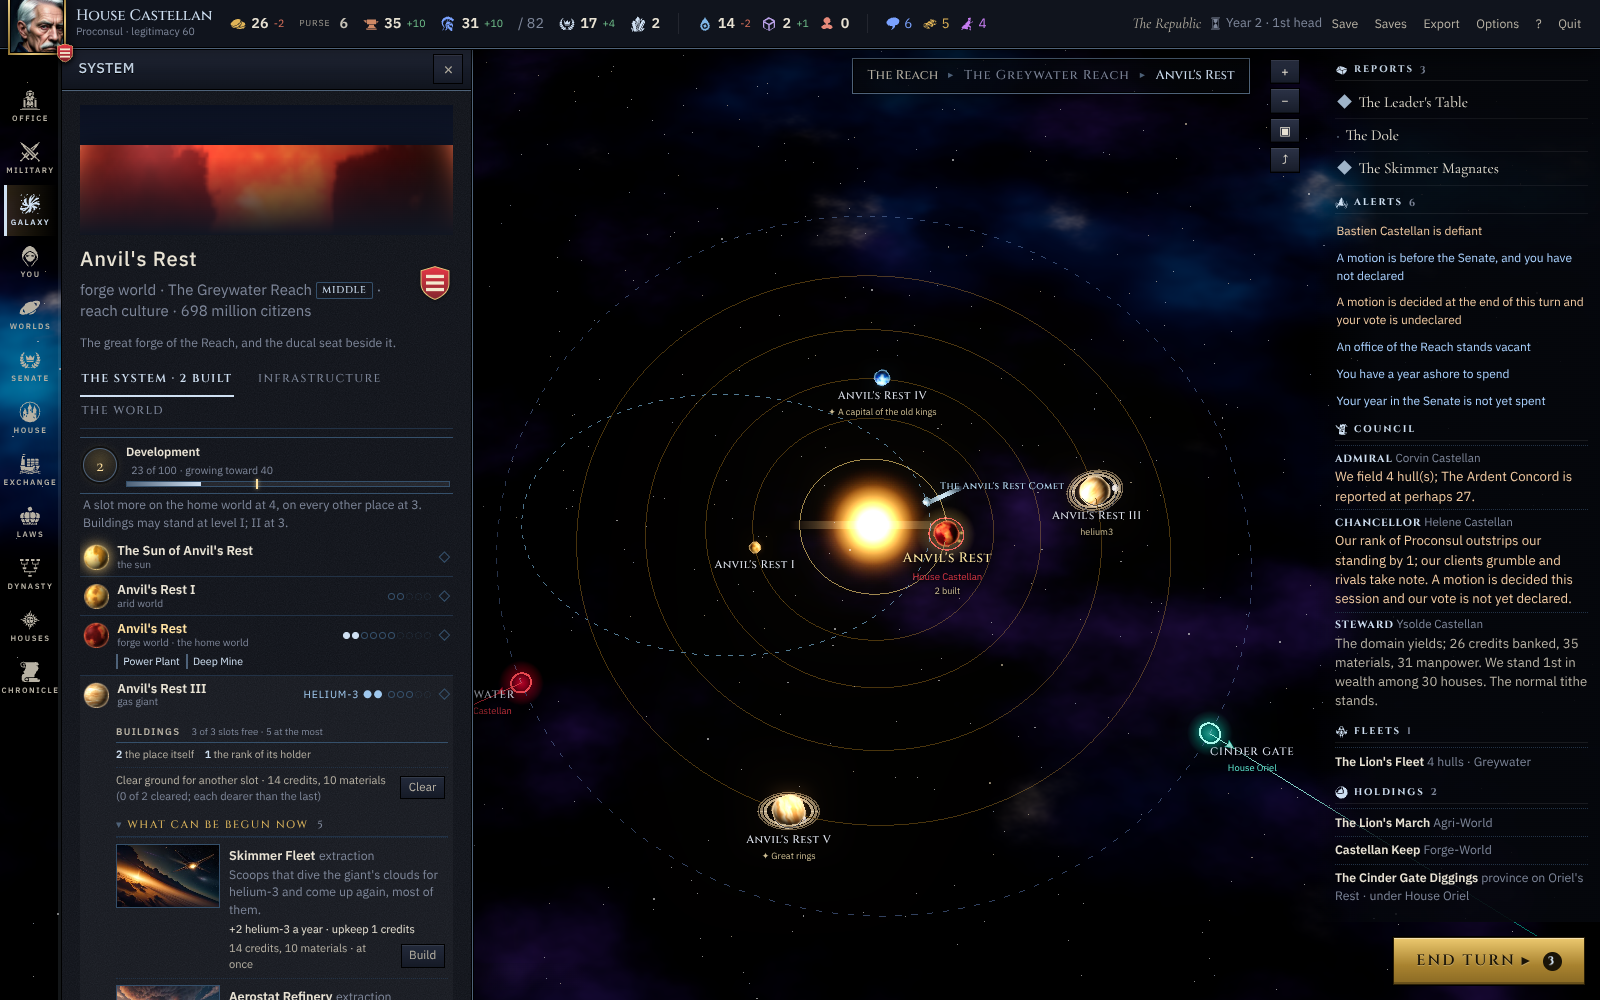 HOUSE CASTELLAN
Proconsul · legitimacy 60
26 -2 PURSE 6 35 +10 31 +10 / 82 17 +4 2 14 -2 2 +1 0 6 5 4
The Republic Year 2 · 1st head Save Saves Export Options ? Quit
OFFICE
MILITARY
GALAXY
YOU
WORLDS
SENATE
HOUSE
EXCHANGE
LAWS
DYNASTY
HOUSES
CHRONICLE
SYSTEM
×
Anvil's Rest
forge world · The Greywater Reach MIDDLE ·
reach culture · 698 million citizens
The great forge of the Reach, and the ducal seat beside it.
THE SYSTEM · 2 BUILT INFRASTRUCTURE
THE WORLD
2
Development
23 of 100 · growing toward 40
A slot more on the home world at 4, on every other place at 3.
Buildings may stand at level I; II at 3.
The Sun of Anvil's Rest
the sun
Anvil's Rest I
arid world
Anvil's Rest
forge world · the home world
Power Plant Deep Mine
Anvil's Rest III
gas giant
HELIUM-3
BUILDINGS 3 of 3 slots free · 5 at the most
2 the place itself 1 the rank of its holder
Clear ground for another slot · 14 credits, 10 materials
(0 of 2 cleared; each dearer than the last)
Clear
▾ WHAT CAN BE BEGUN NOW 5
Skimmer Fleet extraction
Scoops that dive the giant's clouds for
helium-3 and come up again, most of
them.
+2 helium-3 a year · upkeep 1 credits
14 credits, 10 materials · at
once
Build
Aerostat Refinery extraction
THE REACH ▸ THE GREYWATER REACH ▸ ANVIL'S REST
+
−
ANVIL'S REST IV
✦ A capital of the old kings
THE ANVIL'S REST COMET
ANVIL'S REST III
helium3
ANVIL'S REST I
ANVIL'S REST
House Castellan
2 built
WATER
Castellan
CINDER GATE
House Oriel
ANVIL'S REST V
✦ Great rings
REPORTS 3
The Leader's Table
· The Dole
The Skimmer Magnates
ALERTS 6
Bastien Castellan is defiant
A motion is before the Senate, and you have
not declared
A motion is decided at the end of this turn and
your vote is undeclared
An office of the Reach stands vacant
You have a year ashore to spend
Your year in the Senate is not yet spent
COUNCIL
ADMIRAL Corvin Castellan
We field 4 hull(s); The Ardent Concord is
reported at perhaps 27.
CHANCELLOR Helene Castellan
Our rank of Proconsul outstrips our
standing by 1; our clients grumble and
rivals take note. A motion is decided this
session and our vote is not yet declared.
STEWARD Ysolde Castellan
The domain yields; 26 credits banked, 35
materials, 31 manpower. We stand 1st in
wealth among 30 houses. The normal tithe
stands.
FLEETS 1
The Lion's Fleet 4 hulls · Greywater
HOLDINGS 2
The Lion's March Agri-World
Castellan Keep Forge-World
The Cinder Gate Diggings province on Oriel's
Rest · under House Oriel
END TURN ▸ 3